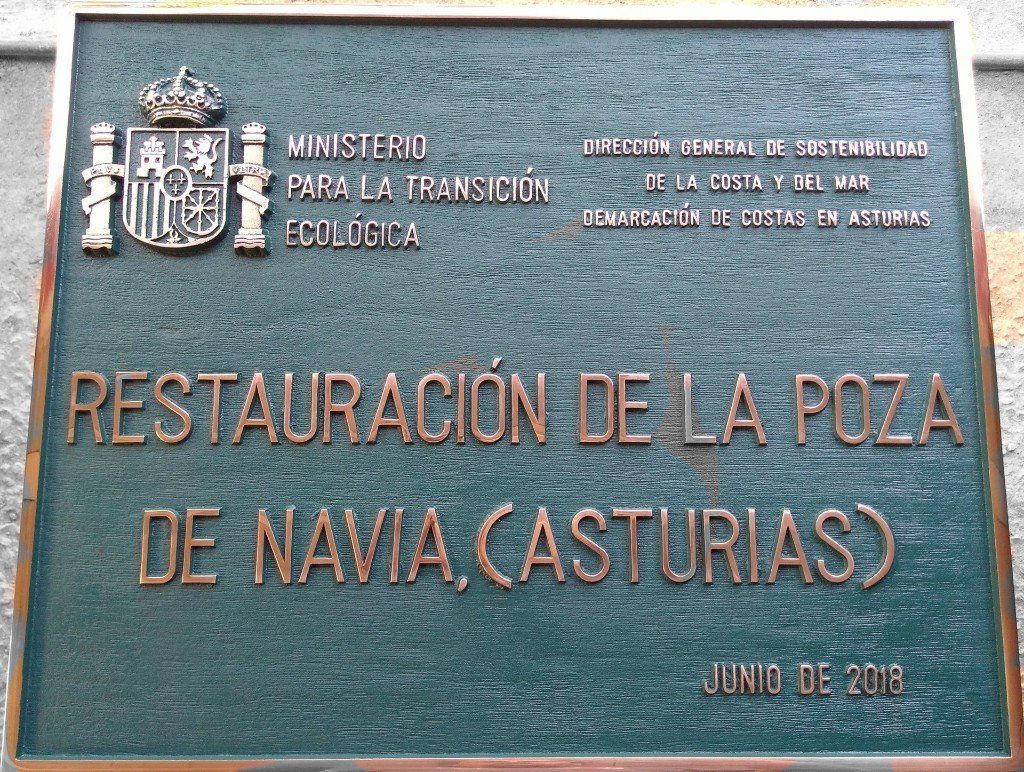 MINISTERIO
PARA LA TRANSICIÓN
ECOLÓGICA
DIRECCIÓN GENERAL DE SOSTENIBILIDAD
DE LA COSTA Y DEL MAR
DEMARCACIÓN DE COSTAS EN ASTURIAS
RESTAURACIÓN DE LA POZA
DE NAVIA, (ASTURIAS)
JUNIO DE 2018